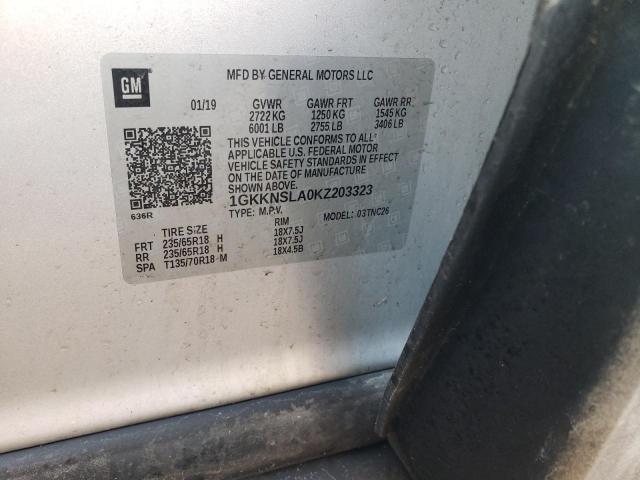 GM
MFD BY GENERAL MOTORS LLC
01/19 GVWR GAWR FRT GAWR RR
2722 KG 1250 KG 1545 KG
6001 LB 2755 LB 3406 LB
THIS VEHICLE CONFORMS TO ALL
APPLICABLE U.S. FEDERAL MOTOR
VEHICLE SAFETY STANDARDS IN EFFECT
ON THE DATE OF MANUFACTURE
SHOWN ABOVE.
1GKKNSLA0KZ203323
636R TYPE: M.P.V. MODEL: 03TNC26
TIRE SIZE RIM
FRT 235/65R18 H 18X7.5J
RR 235/65R18 H 18X7.5J
SPA T135/70R18 M 18X4.5B